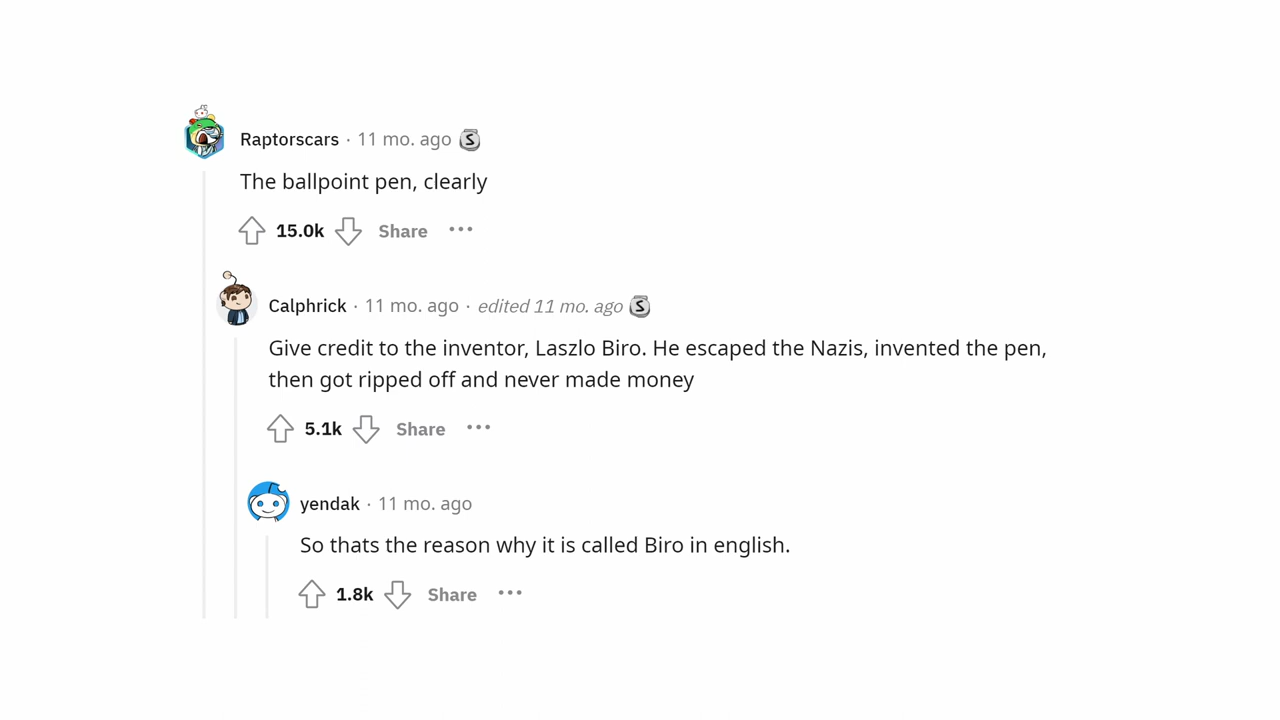 Raptorscars · 11 mo. ago S
The ballpoint pen, clearly
15.0k Share •••
Calphrick · 11 mo. ago · edited 11 mo. ago S
Give credit to the inventor, Laszlo Biro. He escaped the Nazis, invented the pen,
then got ripped off and never made money
5.1k Share •••
yendak · 11 mo. ago
So thats the reason why it is called Biro in english.
1.8k Share •••